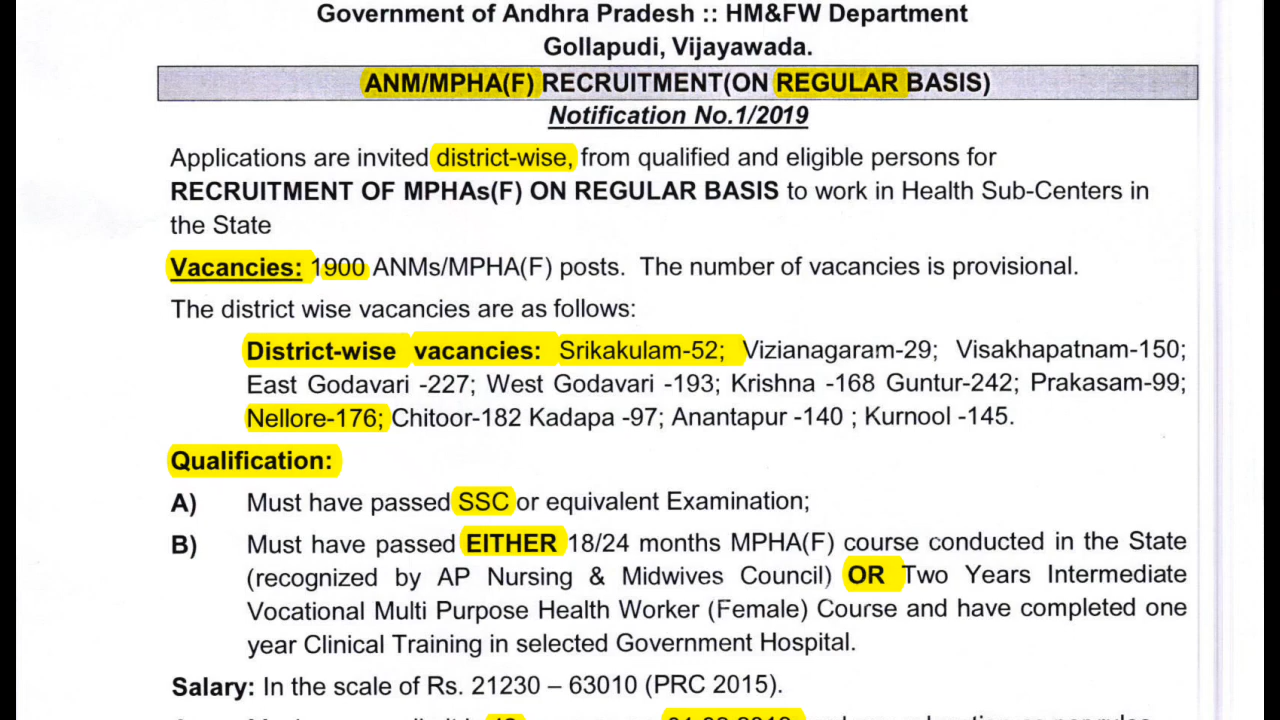 Government of Andhra Pradesh :: HM&FW Department
Gollapudi, Vijayawada.
ANM/MPHA(F) RECRUITMENT(ON REGULAR BASIS)
Notification No.1/2019
Applications are invited district-wise, from qualified and eligible persons for
RECRUITMENT OF MPHAs(F) ON REGULAR BASIS to work in Health Sub-Centers in
the State
Vacancies: 1900 ANMs/MPHA(F) posts. The number of vacancies is provisional.
The district wise vacancies are as follows:
District-wise vacancies: Srikakulam-52; Vizianagaram-29; Visakhapatnam-150;
East Godavari -227; West Godavari -193; Krishna -168 Guntur-242; Prakasam-99;
Nellore-176; Chitoor-182 Kadapa -97; Anantapur -140 ; Kurnool -145.
Qualification:
A) Must have passed SSC or equivalent Examination;
B) Must have passed EITHER 18/24 months MPHA(F) course conducted in the State
(recognized by AP Nursing & Midwives Council) OR Two Years Intermediate
Vocational Multi Purpose Health Worker (Female) Course and have completed one
year Clinical Training in selected Government Hospital.
Salary: In the scale of Rs. 21230 – 63010 (PRC 2015).